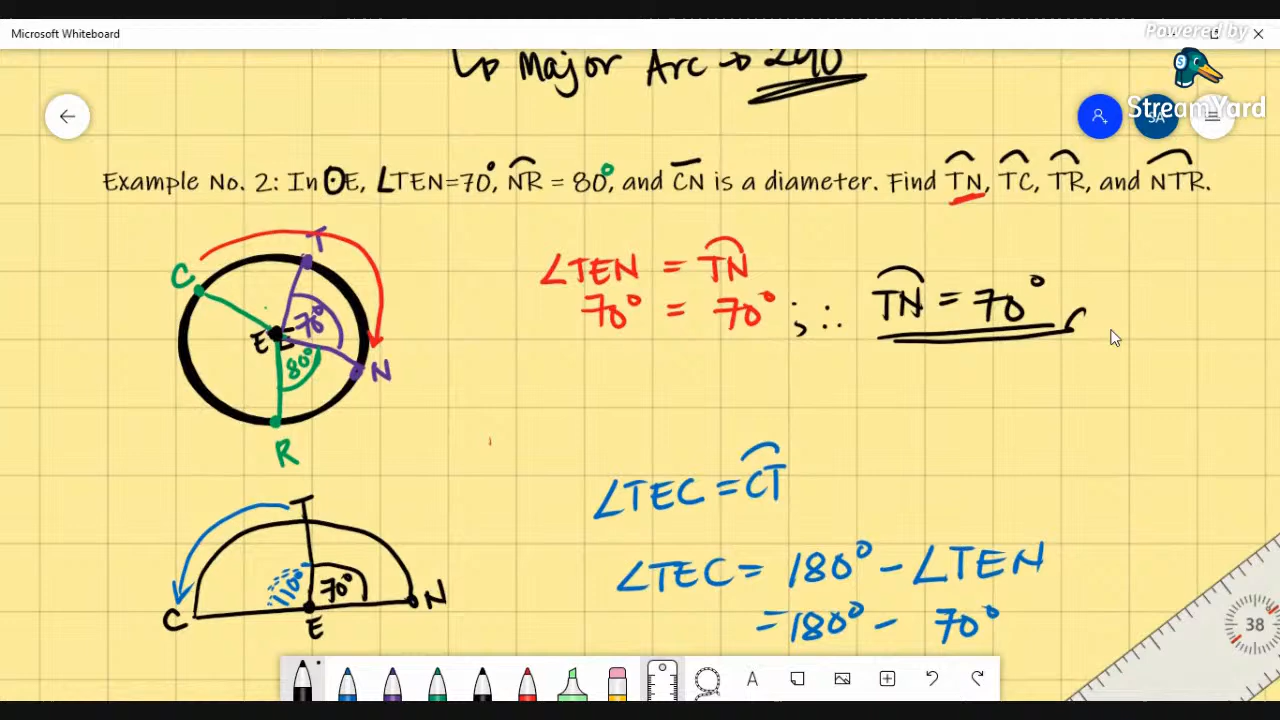 Microsoft Whiteboard
Powered by
StreamYard
SA
↳ Major Arc → 290
Example No. 2: In ⊙E, ∠TEN=70°, NR = 80°, and CN is a diameter. Find TN, TC, TR, and NTR.
C
T
70°
E
80°
N
R
∠TEN = TN
70° = 70° ; ∴ TN = 70°
∠TEC = CT
∠TEC = 180° - ∠TEN
= 180° - 70°
T
110°
70°
C
E
N
38
A